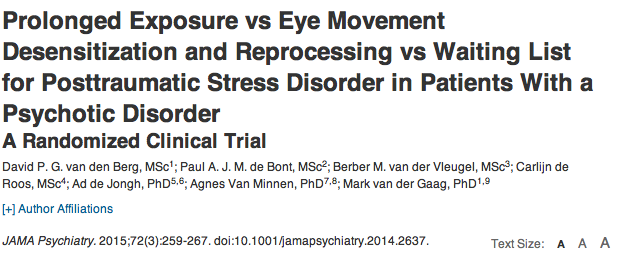 Prolonged Exposure vs Eye Movement
Desensitization and Reprocessing vs Waiting List
for Posttraumatic Stress Disorder in Patients With a
Psychotic Disorder
A Randomized Clinical Trial
David P. G. van den Berg, MSc1; Paul A. J. M. de Bont, MSc2; Berber M. van der Vleugel, MSc3; Carlijn de
Roos, MSc4; Ad de Jongh, PhD5,6; Agnes Van Minnen, PhD7,8; Mark van der Gaag, PhD1,9
[+] Author Affiliations
JAMA Psychiatry. 2015;72(3):259-267. doi:10.1001/jamapsychiatry.2014.2637.
Text Size: A A A